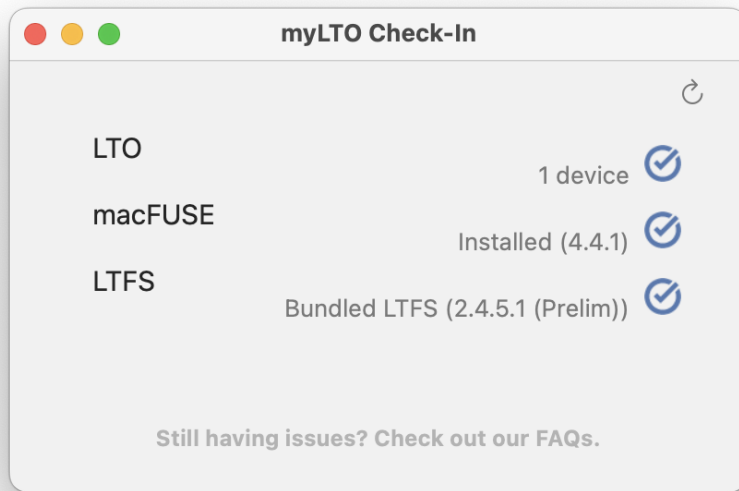 myLTO Check-In
LTO
1 device
macFUSE
Installed (4.4.1)
LTFS
Bundled LTFS (2.4.5.1 (Prelim))
Still having issues? Check out our FAQs.